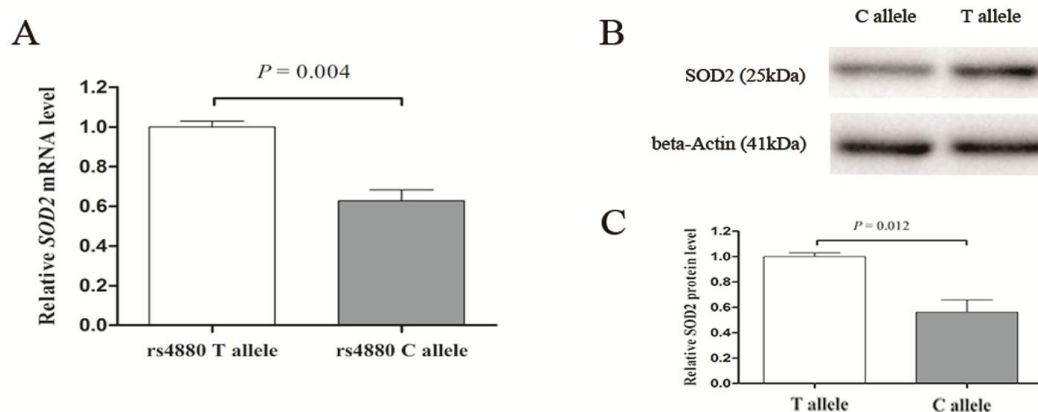 A
P = 0.004
Relative SOD2 mRNA level
1.2
1.0
0.8
0.6
0.4
0.2
0.0
rs4880 T allele rs4880 C allele
B
C allele T allele
SOD2 (25kDa)
beta-Actin (41kDa)
C
P = 0.012
Relative SOD2 protein level
1.2
1.0
0.8
0.6
0.4
0.2
0.0
T allele C allele